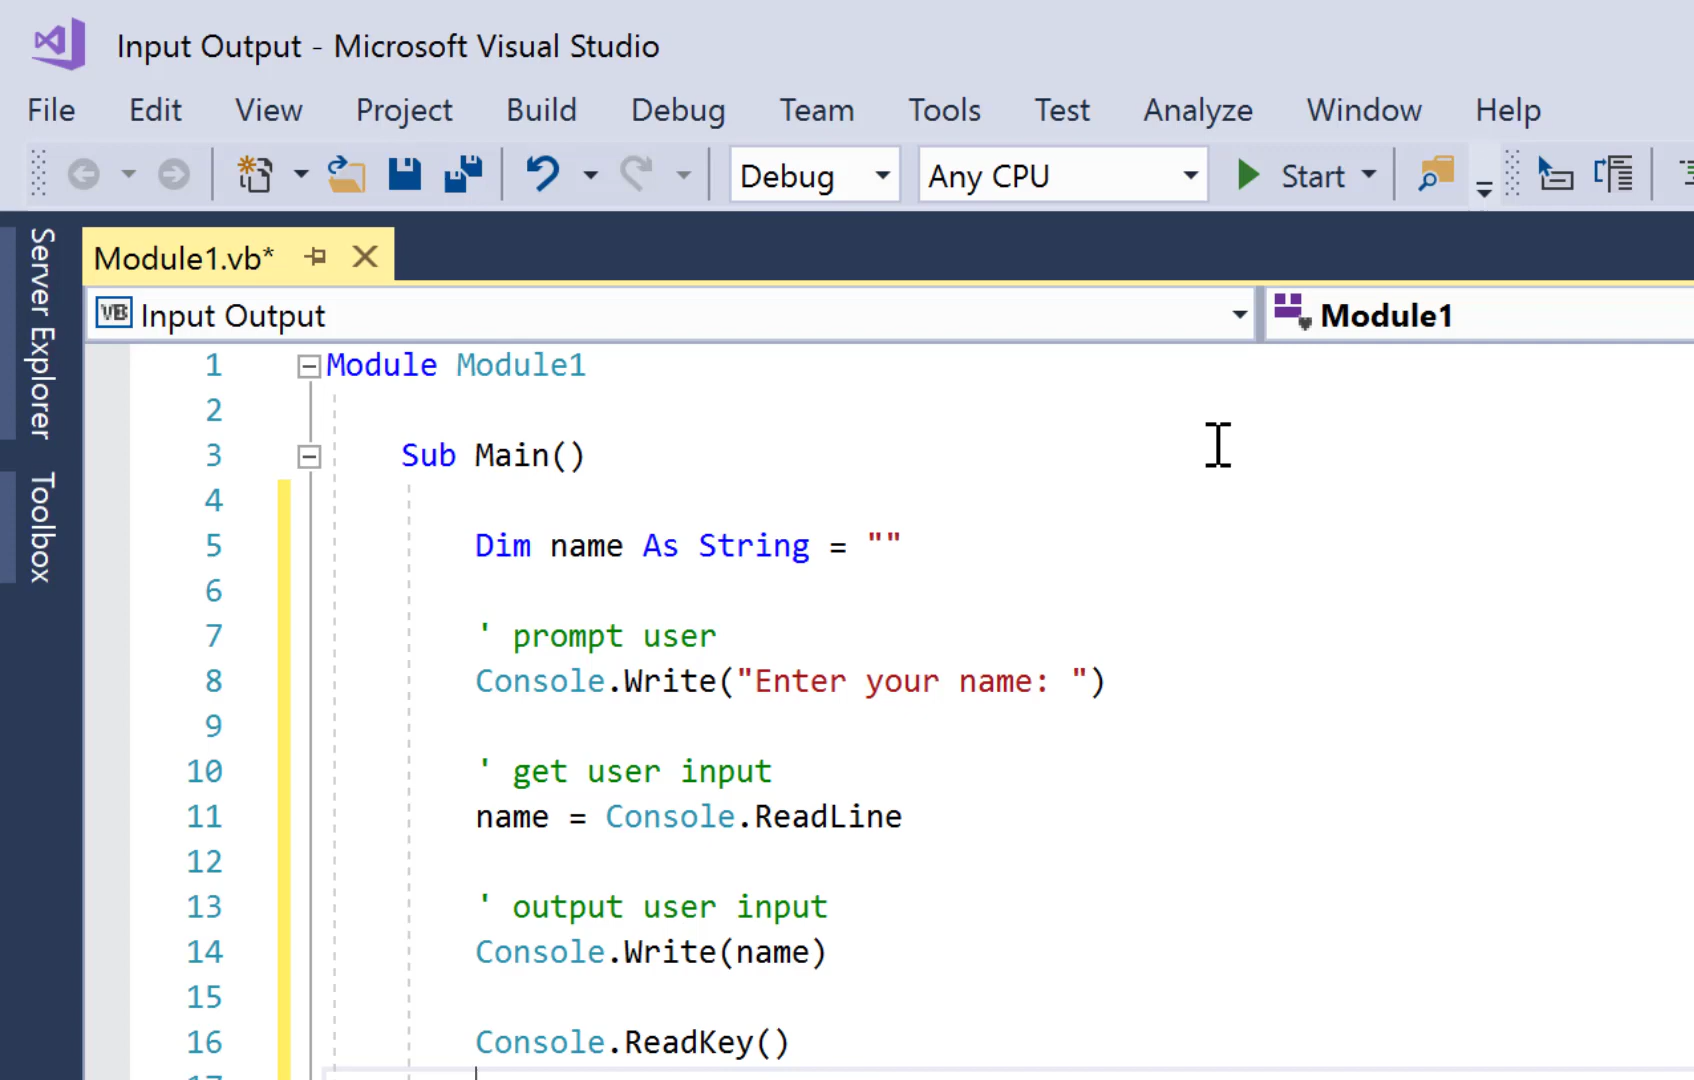 Input Output - Microsoft Visual Studio
File Edit View Project Build Debug Team Tools Test Analyze Window Help
Debug Any CPU Start
Server Explorer
Toolbox
Module1.vb*
VB Input Output Module1
1 Module Module1
2
3 Sub Main()
4
5 Dim name As String = ""
6
7 ' prompt user
8 Console.Write("Enter your name: ")
9
10 ' get user input
11 name = Console.ReadLine
12
13 ' output user input
14 Console.Write(name)
15
16 Console.ReadKey()